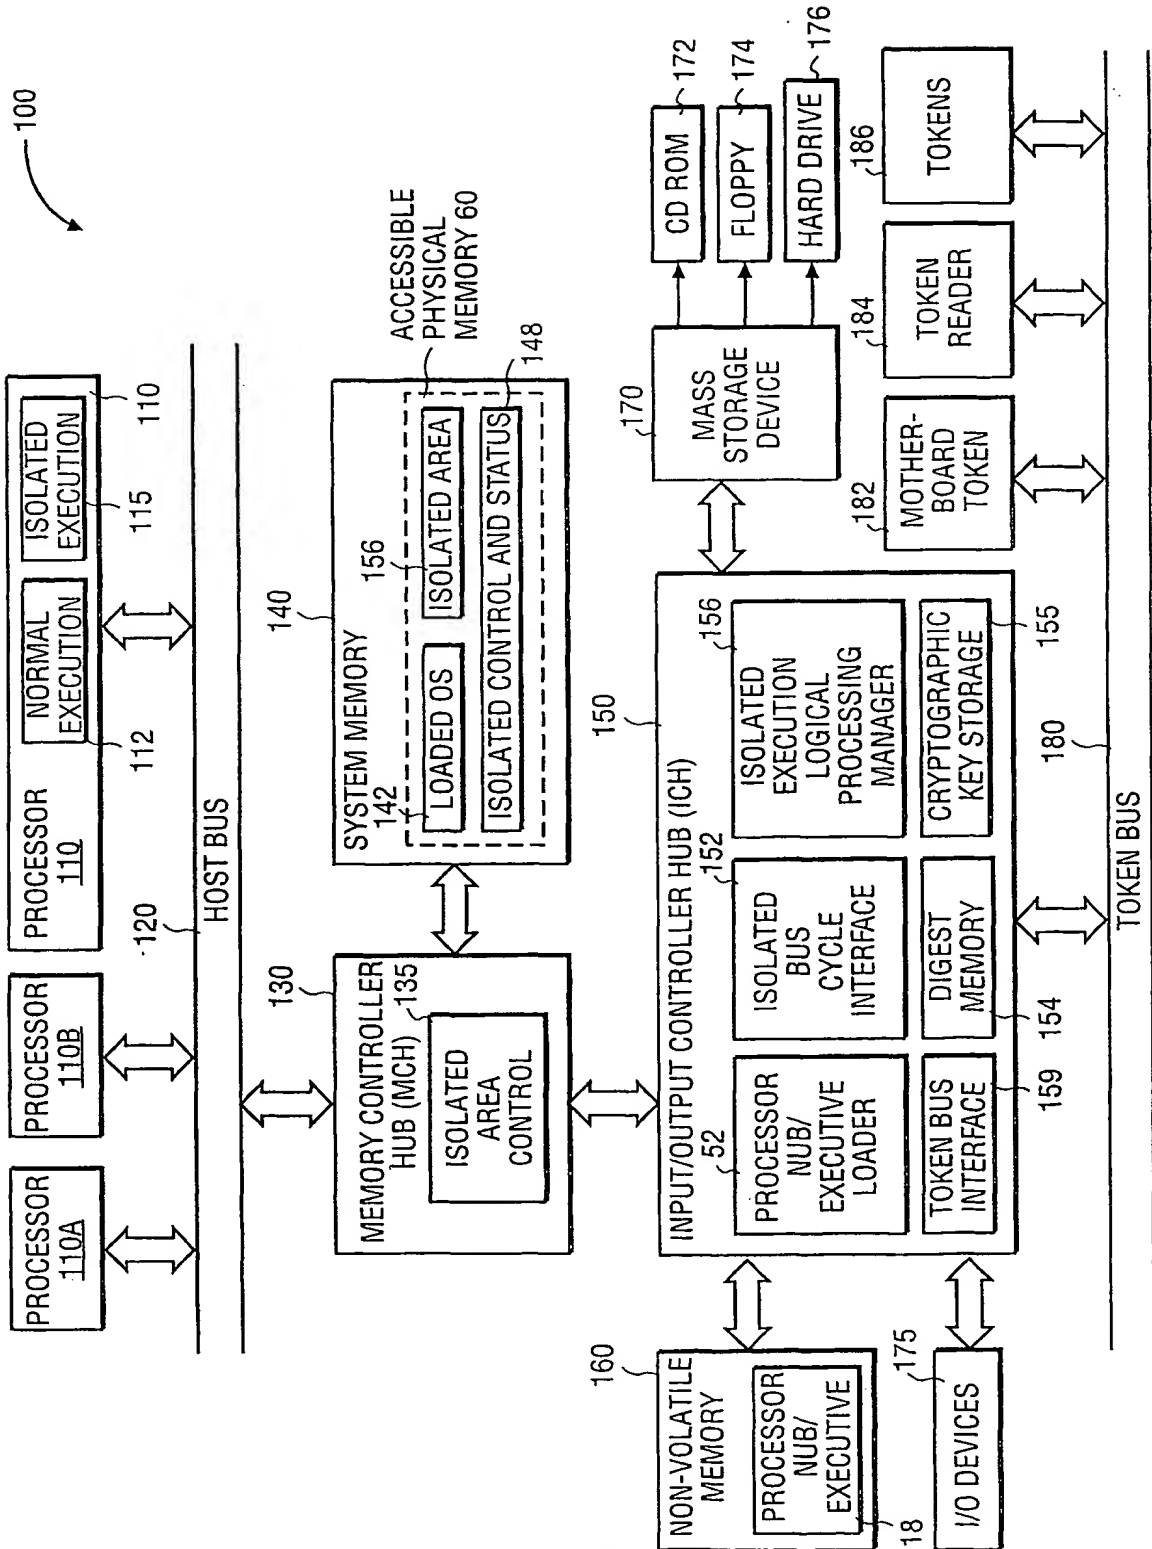 100
PROCESSOR
110A
PROCESSOR
110B
PROCESSOR
110
NORMAL
EXECUTION
112
ISOLATED
EXECUTION
115
110
120
HOST BUS
130
MEMORY CONTROLLER
HUB (MCH)
135
ISOLATED
AREA
CONTROL
140
SYSTEM MEMORY
142
LOADED OS
156
ISOLATED AREA
ISOLATED CONTROL AND STATUS
148
ACCESSIBLE
PHYSICAL
MEMORY 60
150
INPUT/OUTPUT CONTROLLER HUB (ICH)
52
PROCESSOR
NUB/
EXECUTIVE
LOADER
152
ISOLATED
BUS
CYCLE
INTERFACE
156
ISOLATED
EXECUTION
LOGICAL
PROCESSING
MANAGER
TOKEN BUS
INTERFACE
159
DIGEST
MEMORY
154
CRYPTOGRAPHIC
KEY STORAGE
155
160
NON-VOLATILE
MEMORY
PROCESSOR
NUB/
EXECUTIVE
18
175
I/O DEVICES
170
MASS
STORAGE
DEVICE
CD ROM
172
FLOPPY
174
HARD DRIVE
176
182
MOTHER-
BOARD
TOKEN
184
TOKEN
READER
186
TOKENS
180
TOKEN BUS